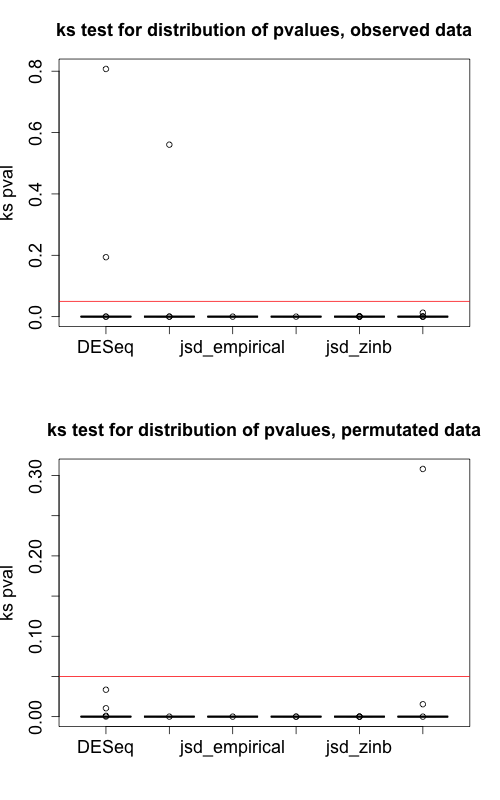 ks test for distribution of pvalues, observed data
ks pval
0.8
0.6
0.4
0.2
0.0
DESeq
jsd_empirical
jsd_zinb
ks test for distribution of pvalues, permutated data
ks pval
0.30
0.20
0.10
0.00
DESeq
jsd_empirical
jsd_zinb